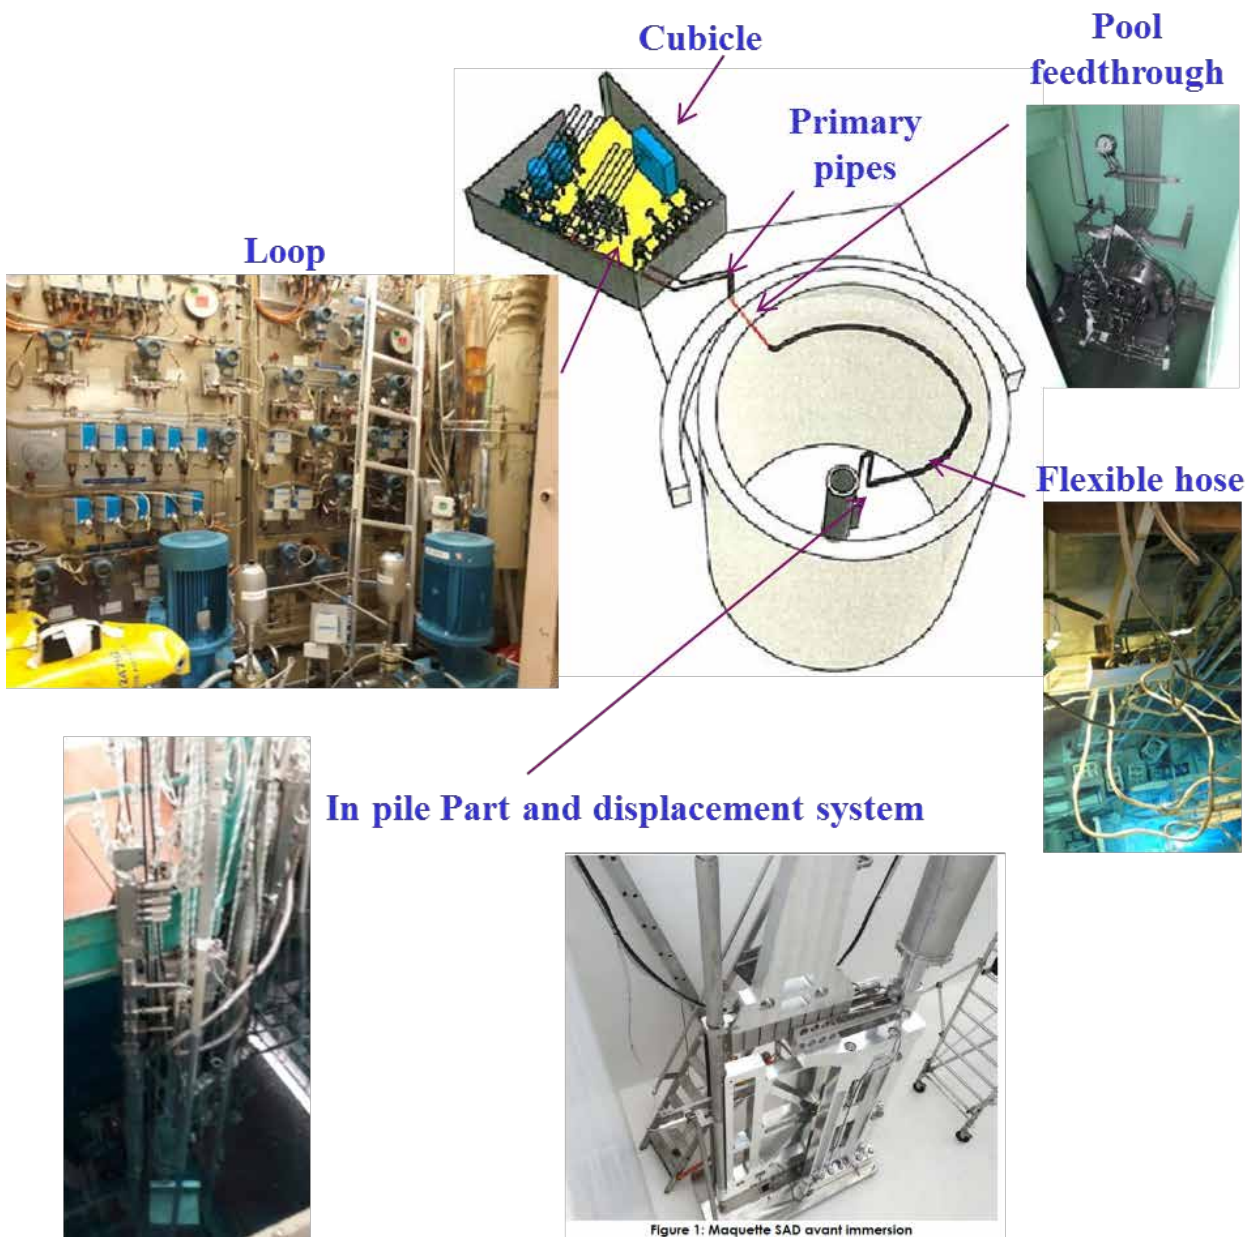 Cubicle
Pool
feedthrough
Primary
pipes
Loop
Flexible hose
In pile Part and displacement system
Figure 1: Maquette SAD avant immersion